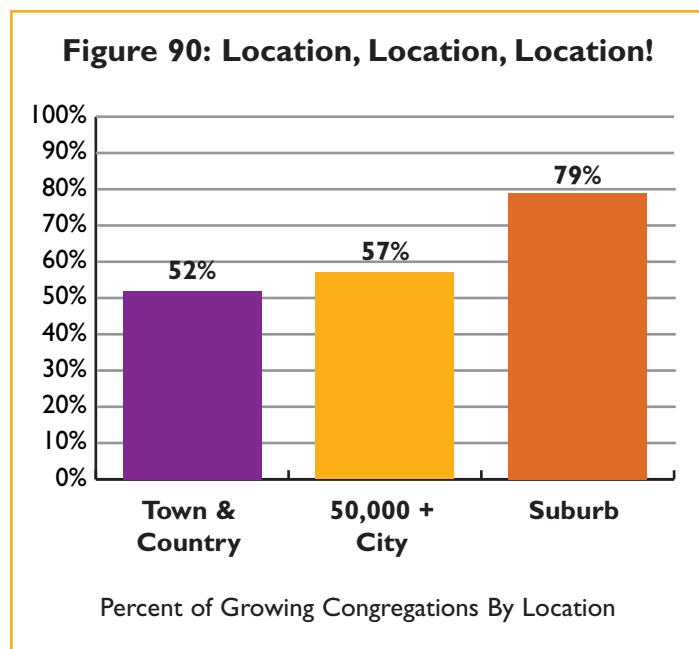 Figure 90: Location, Location, Location!
100%
90%
80%
70%
60%
50%
40%
30%
20%
10%
0%
52%
57%
79%
Town &
Country
50,000 +
City
Suburb
Percent of Growing Congregations By Location